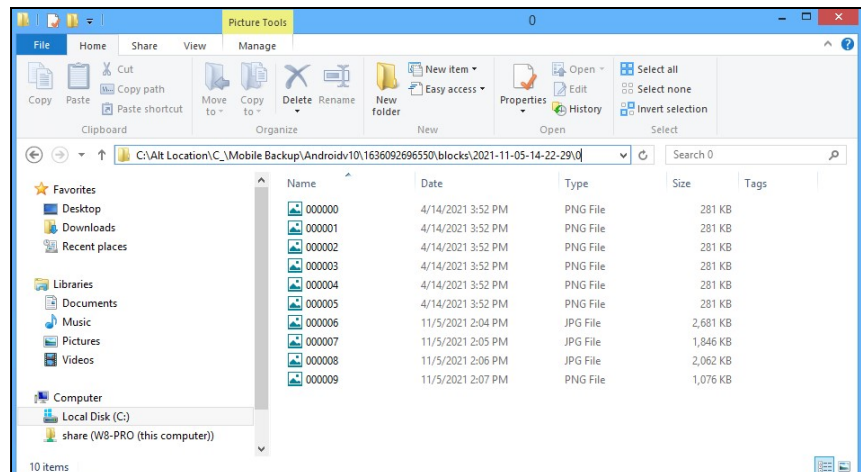 Picture Tools 0
File Home Share View Manage
Copy
Paste
Cut
Copy path
Paste shortcut
Move to
Copy to
Delete
Rename
New folder
New item
Easy access
Properties
Open
Edit
History
Select all
Select none
Invert selection
Clipboard Organize New Open Select
C:\Alt Location\C_\Mobile Backup\Androidv10\1636092696550\blocks\2021-11-05-14-22-29\0 Search 0
Favorites
Desktop
Downloads
Recent places
Libraries
Documents
Music
Pictures
Videos
Computer
Local Disk (C:)
share (W8-PRO (this computer))
Name Date Type Size Tags
000000 4/14/2021 3:52 PM PNG File 281 KB
000001 4/14/2021 3:52 PM PNG File 281 KB
000002 4/14/2021 3:52 PM PNG File 281 KB
000003 4/14/2021 3:52 PM PNG File 281 KB
000004 4/14/2021 3:52 PM PNG File 281 KB
000005 4/14/2021 3:52 PM PNG File 281 KB
000006 11/5/2021 2:04 PM JPG File 2,681 KB
000007 11/5/2021 2:05 PM JPG File 1,846 KB
000008 11/5/2021 2:06 PM JPG File 2,062 KB
000009 11/5/2021 2:07 PM PNG File 1,076 KB
10 items